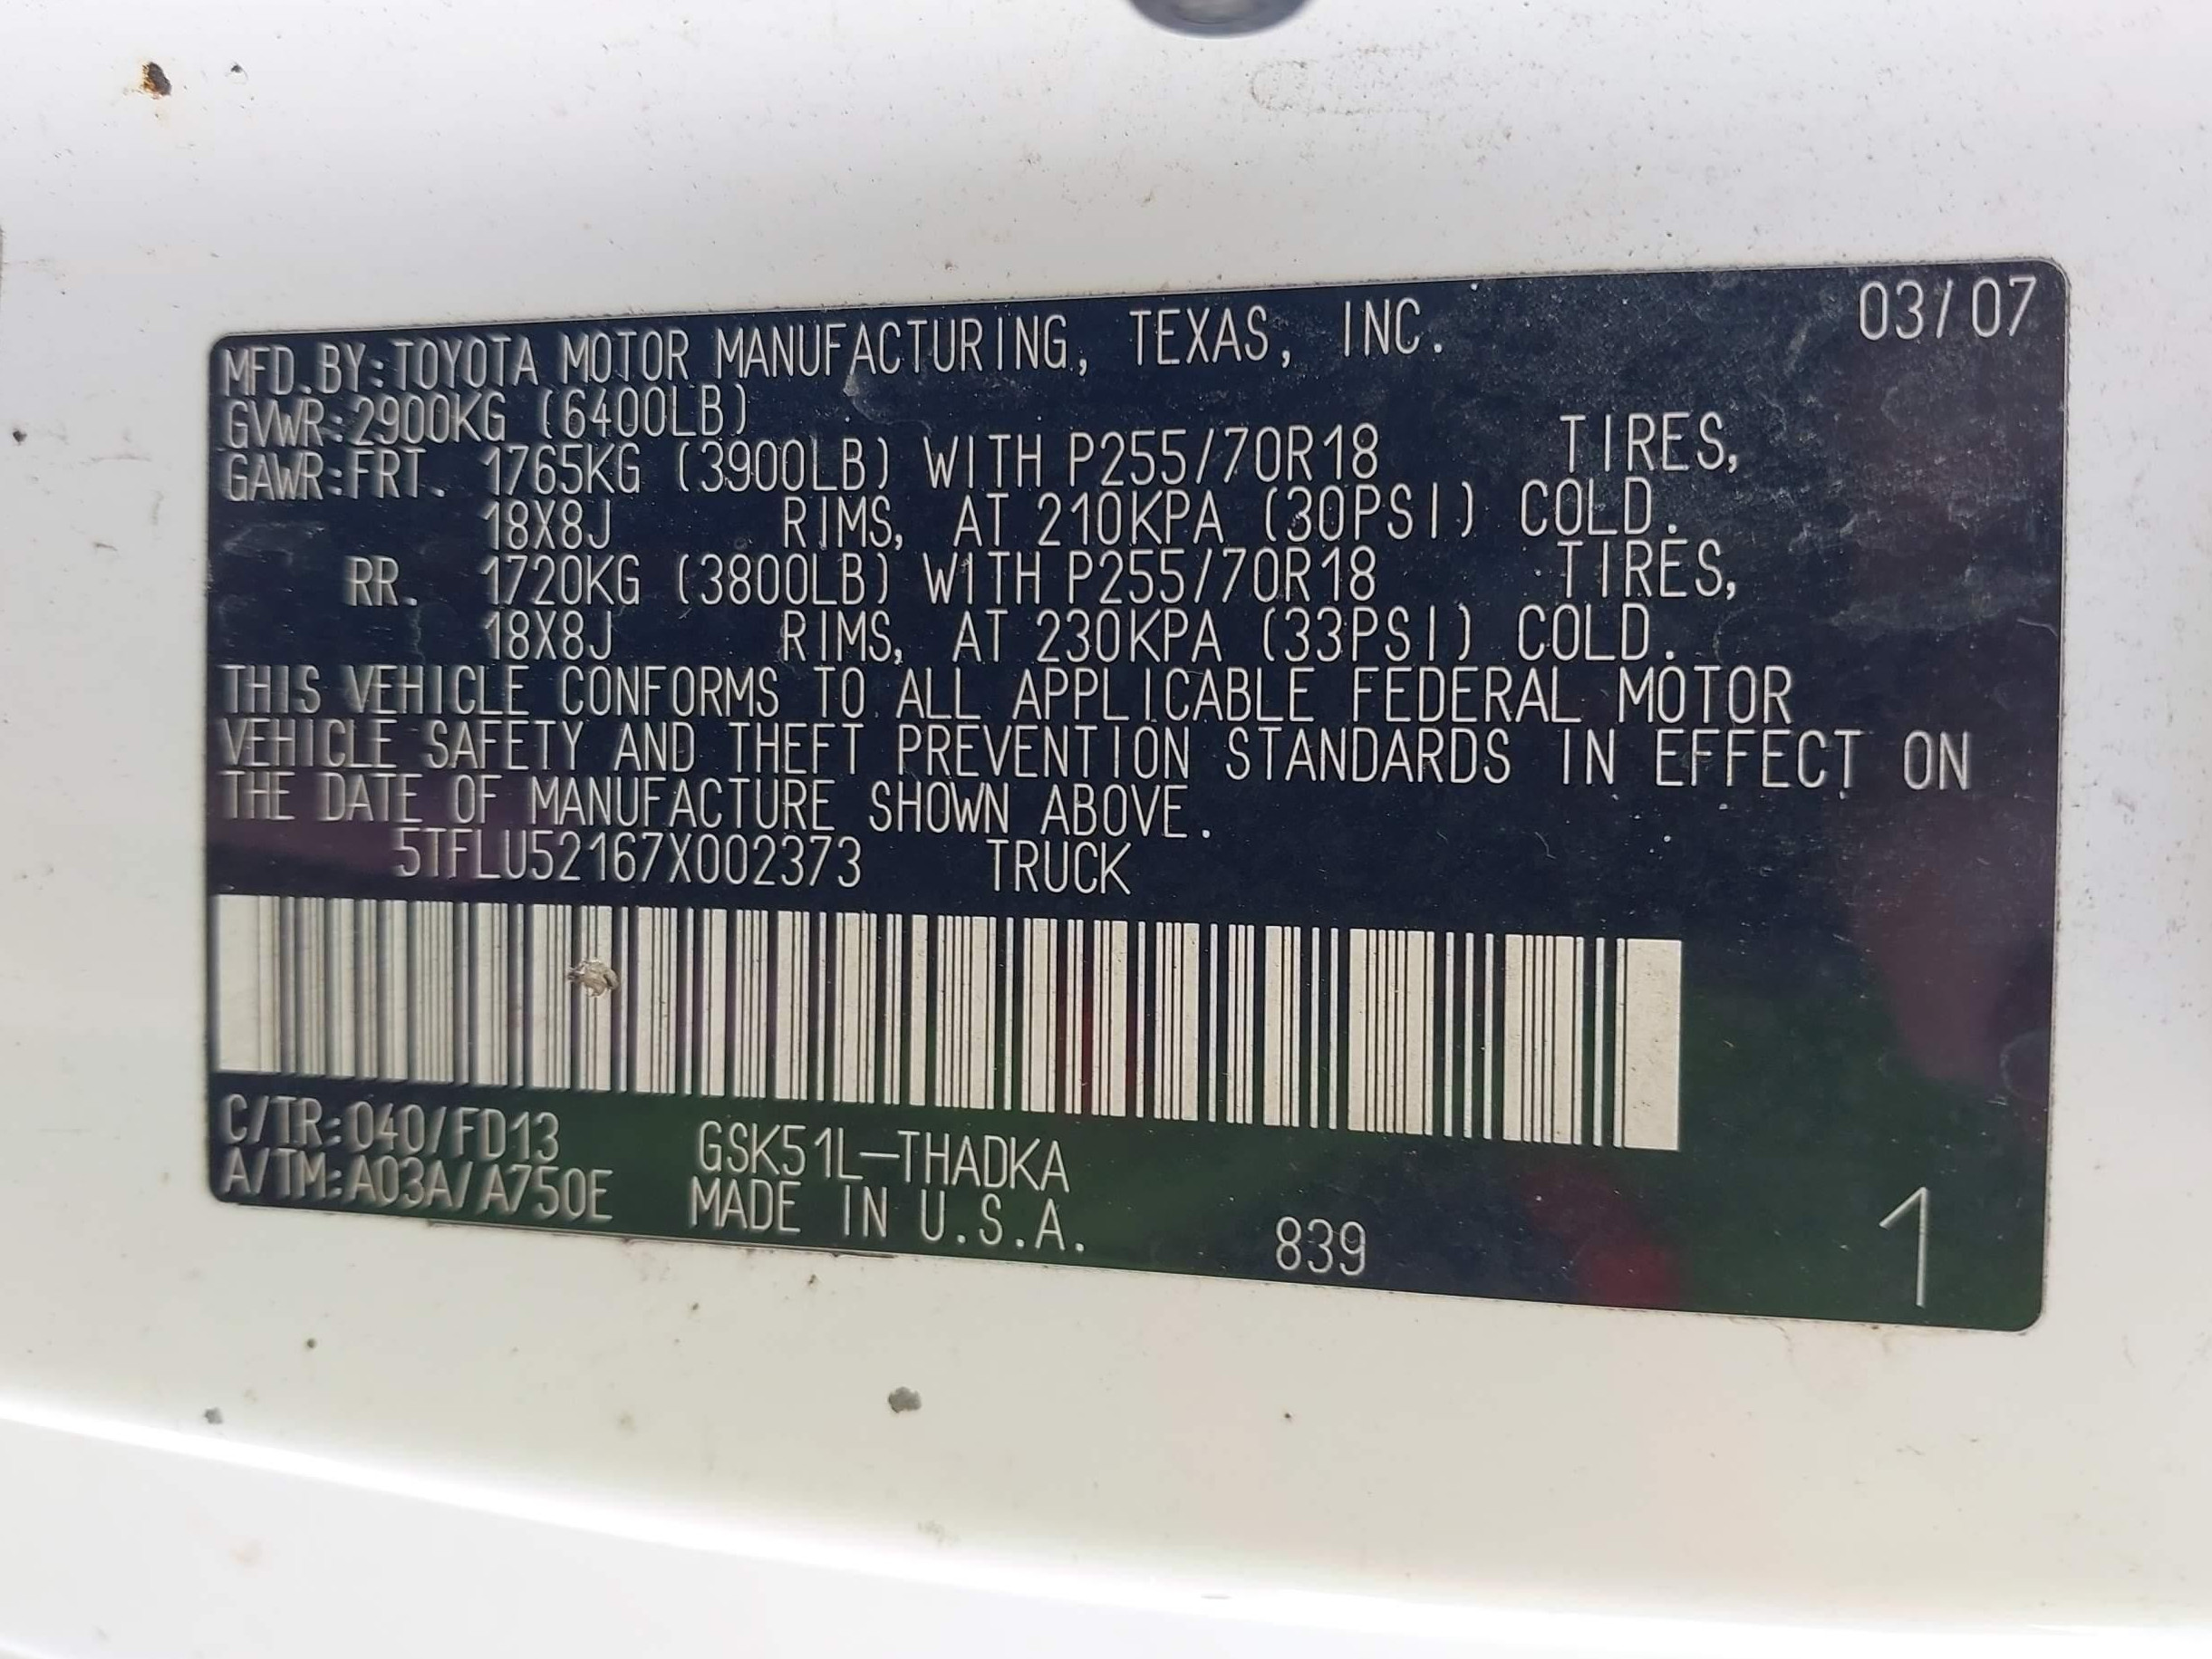 03/07
MFD.BY:TOYOTA MOTOR MANUFACTURING, TEXAS, INC.
GVWR:2900KG (6400LB)
GAWR:FRT. 1765KG (3900LB) WITH P255/70R18 TIRES,
18X8J RIMS, AT 210KPA (30PSI) COLD.
RR. 1720KG (3800LB) WITH P255/70R18 TIRES,
18X8J RIMS, AT 230KPA (33PSI) COLD.
THIS VEHICLE CONFORMS TO ALL APPLICABLE FEDERAL MOTOR
VEHICLE SAFETY AND THEFT PREVENTION STANDARDS IN EFFECT ON
THE DATE OF MANUFACTURE SHOWN ABOVE.
5TFLU52167X002373 TRUCK
C/TR:040/FD13 GSK51L-THADKA
A/TM:A03A/A750E MADE IN U.S.A. 839 1